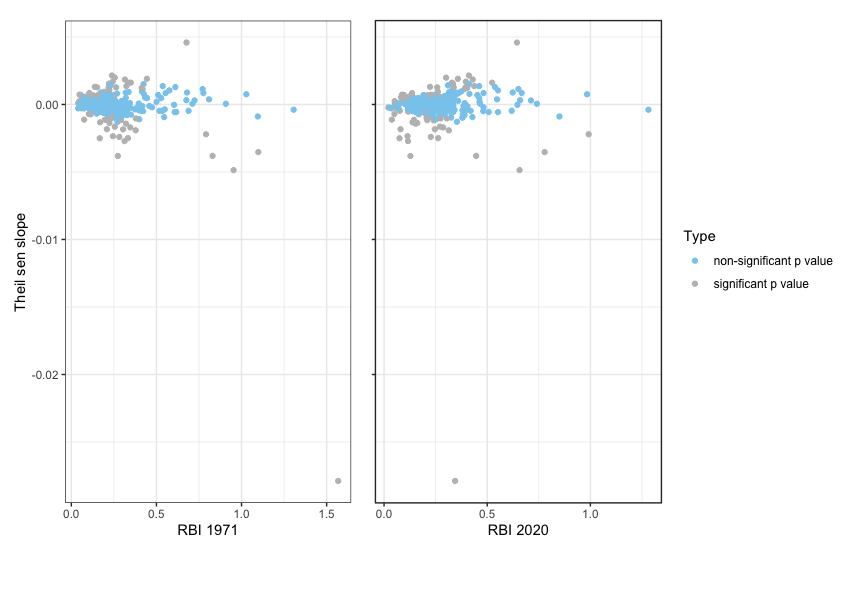 0.00
-0.01
-0.02
Theil sen slope
0.0 0.5 1.0 1.5
RBI 1971
0.0 0.5 1.0
RBI 2020
Type
non-significant p value
significant p value